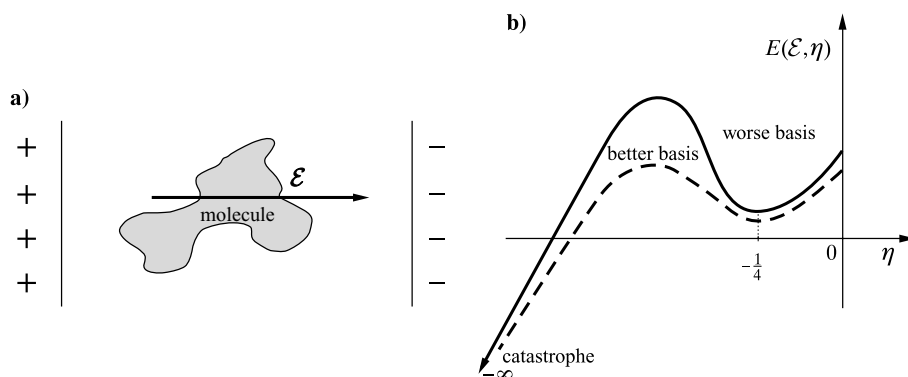 a)
+ −
+ −
+ −
+ −
ℰ
molecule
b)
E(ℰ,η)
worse basis
better basis
−1/4
0
η
catastrophe
−∞